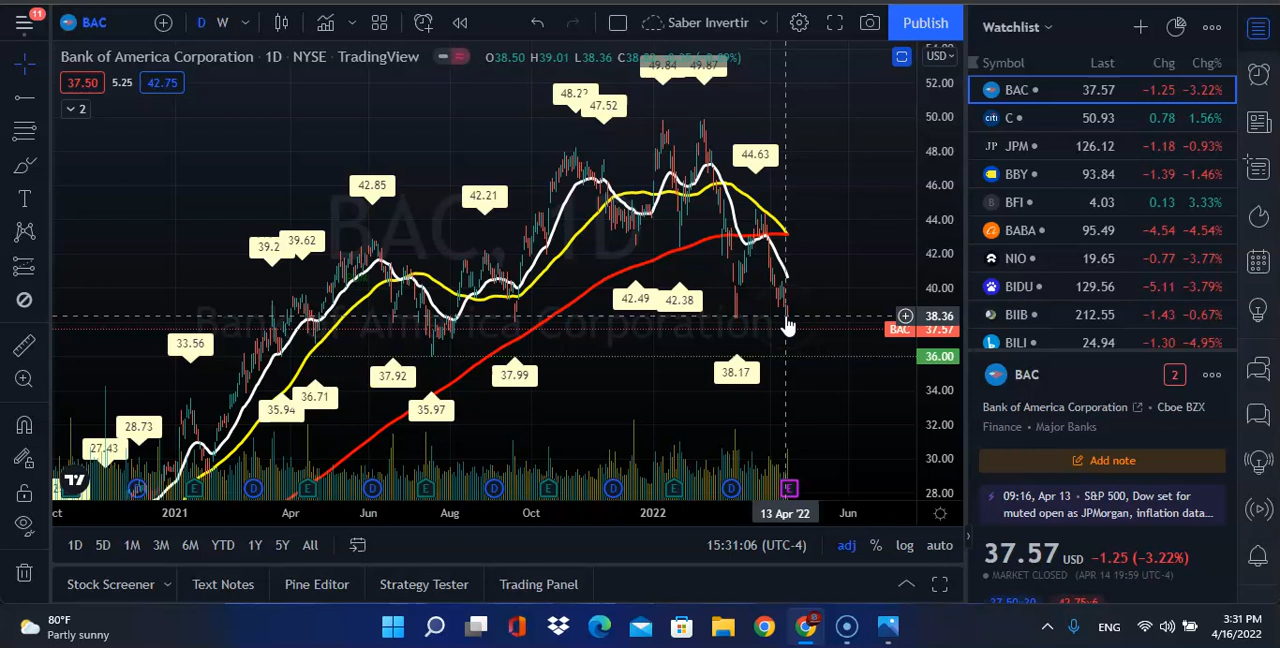 11
BAC
D W
Saber Invertir
Publish
Bank of America Corporation · 1D · NYSE · TradingView
O38.50 H39.01 L38.36
37.50 5.25 42.75
2
USD
BAC, 1D
Bank of America Corporation
49.84 49.87
48.22
47.52
44.63
42.85
42.21
39.2
39.62
42.49
42.38
33.56
38.17
37.92
37.99
35.94
36.71
35.97
28.73
27.43
52.00
50.00
48.00
46.00
44.00
42.00
40.00
38.36
BAC 37.57
36.00
34.00
32.00
30.00
28.00
D E D E D E D E D E D E
2021 Apr Jun Aug Oct 2022 13 Apr '22 Jun
1D 5D 1M 3M 6M YTD 1Y 5Y All
15:31:06 (UTC-4) adj % log auto
Stock Screener Text Notes Pine Editor Strategy Tester Trading Panel
Watchlist
Symbol Last Chg Chg%
BAC 37.57 −1.25 −3.22%
citi C 50.93 0.78 1.56%
JP JPM 126.12 −1.18 −0.93%
BBY 93.84 −1.39 −1.46%
B BFI 4.03 0.13 3.33%
BABA 95.49 −4.54 −4.54%
NIO 19.65 −0.77 −3.77%
BIDU 129.56 −5.11 −3.79%
BIIB 212.55 −1.43 −0.67%
BILI 24.94 −1.30 −4.95%
BAC 2
Bank of America Corporation Cboe BZX
Finance · Major Banks
Add note
09:16, Apr 13 · S&P 500, Dow set for
muted open as JPMorgan, inflation data...
37.57 USD −1.25 (−3.22%)
MARKET CLOSED (APR 14 19:59 UTC-4)
80°F
Partly sunny
ENG
3:31 PM
4/16/2022